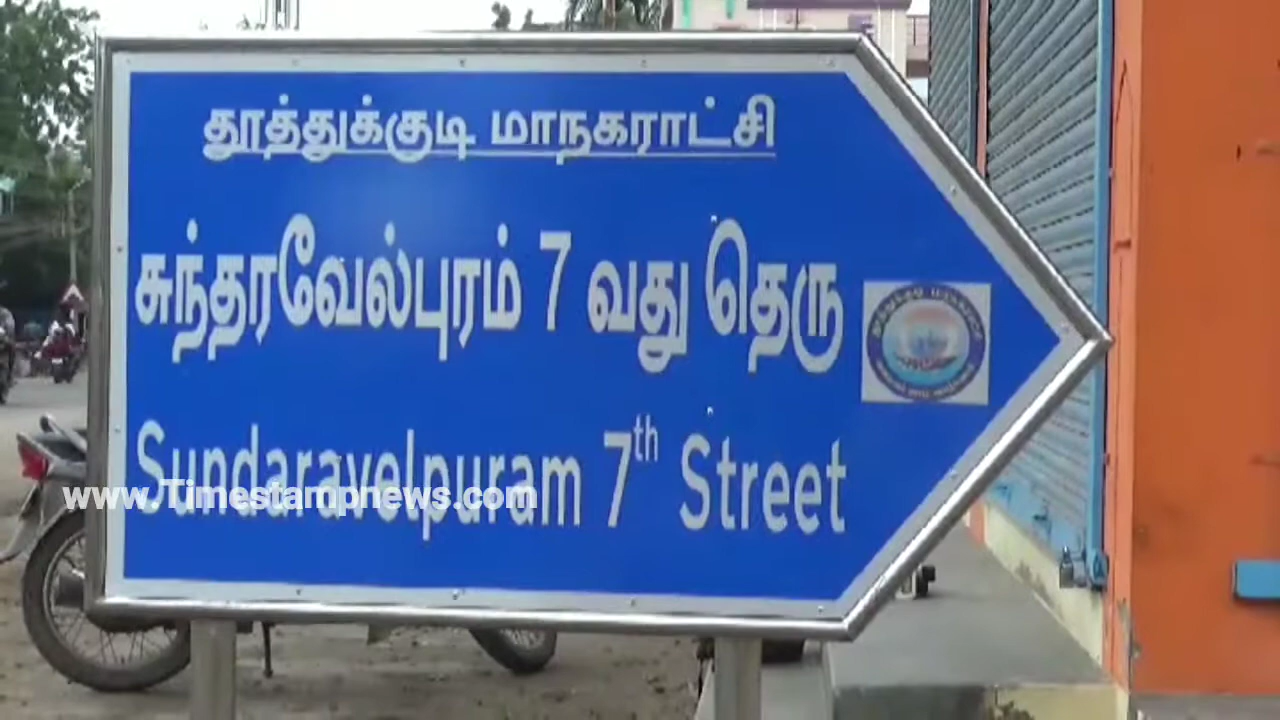 தூத்துக்குடி மாநகராட்சி
சுந்தரவேல்புரம் 7 வது தெரு
Sundaravelpuram 7th Street
www.Timestampnews.com